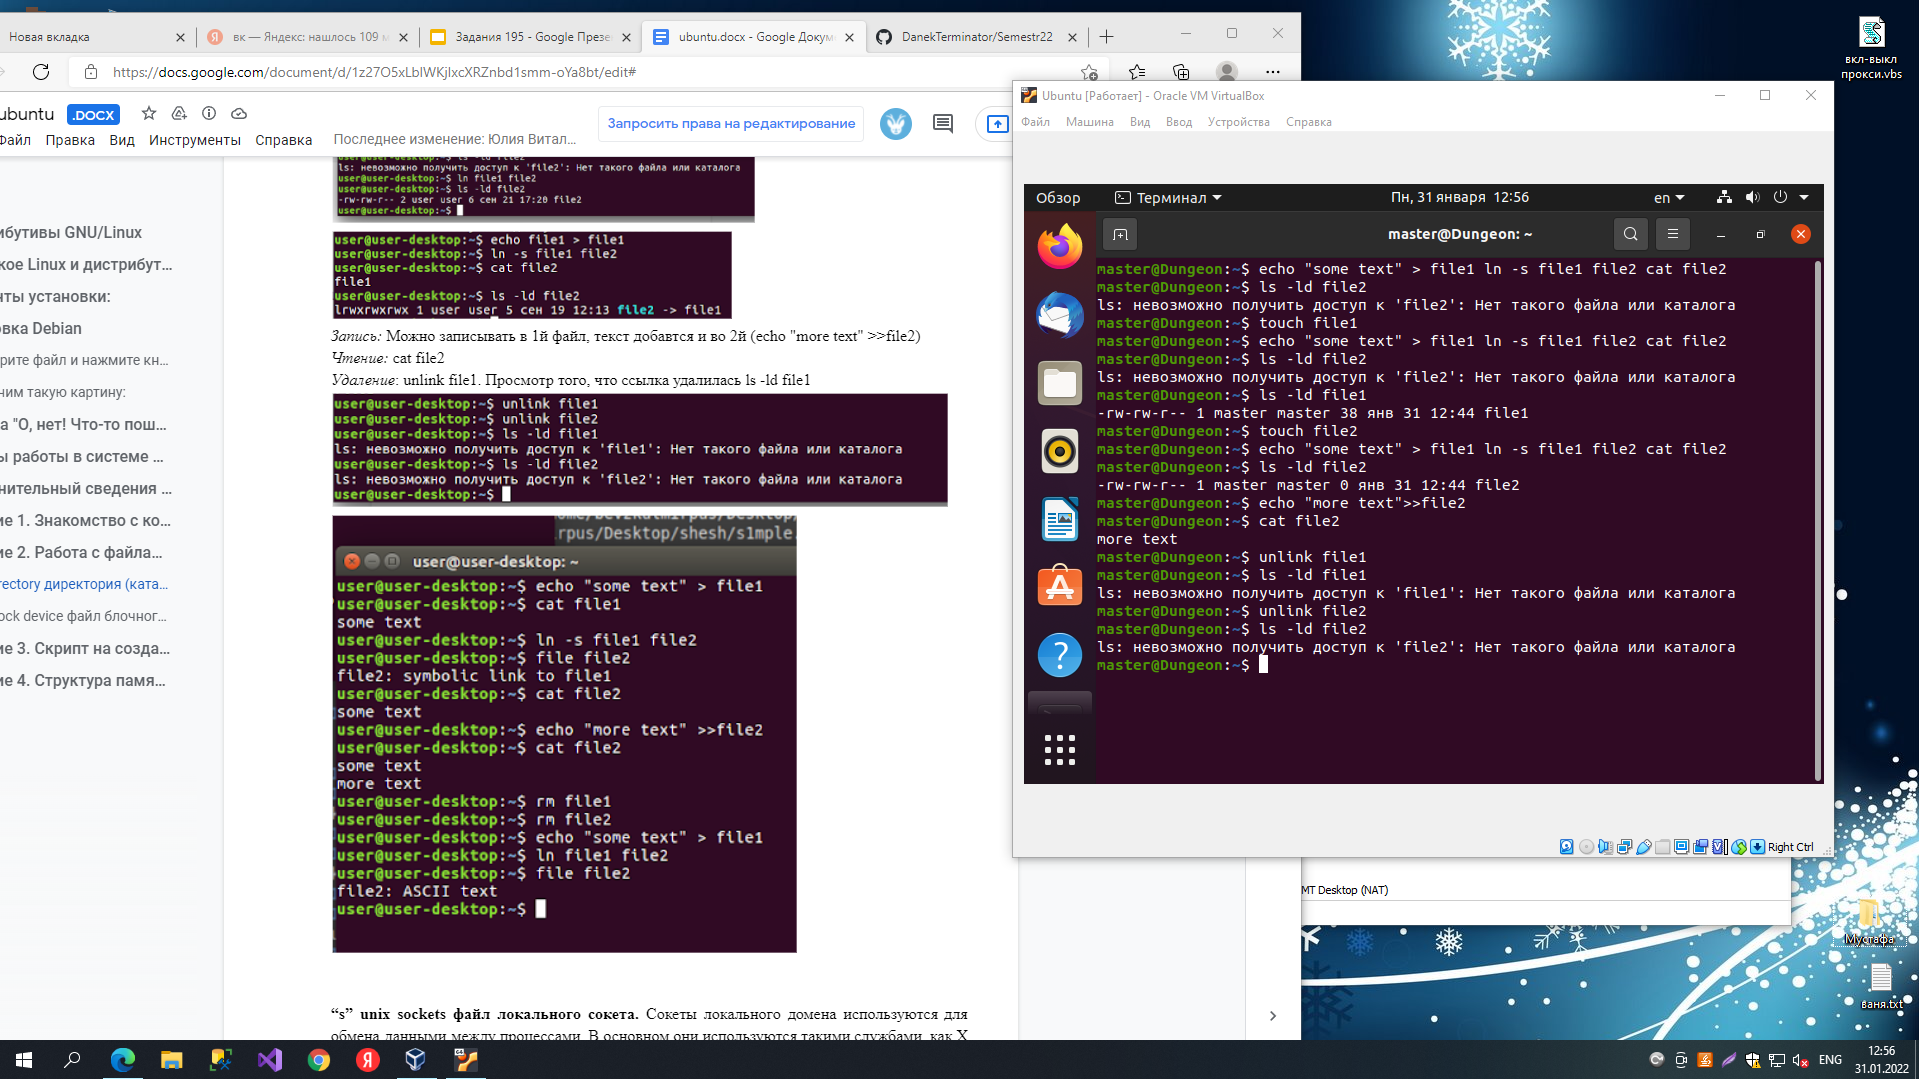 Новая вкладка
вк — Яндекс: нашлось 109 м
Задания 195 - Google Презе
ubuntu.docx - Google Докум
DanekTerminator/Semestr22
https://docs.google.com/document/d/1z27O5xLblWKjlxcXRZnbd1smm-oYa8bt/edit#
ubuntu .DOCX
Файл Правка Вид Инструменты Справка Последнее изменение: Юлия Витал...
Запросить права на редактирование
ибутивы GNU/Linux
кое Linux и дистрибут...
нты установки:
овка Debian
рите файл и нажмите кн...
ним такую картину:
а "О, нет! Что-то пош...
ы работы в системе ...
нительный сведения ...
ие 1. Знакомство с ко...
ие 2. Работа с файла...
rectory директория (ката...
ock device файл блочног...
ие 3. Скрипт на созда...
ие 4. Структура памя...
user@user-desktop:~$ ls -ld file2
ls: невозможно получить доступ к 'file2': Нет такого файла или каталога
user@user-desktop:~$ ln file1 file2
user@user-desktop:~$ ls -ld file2
-rw-rw-r-- 2 user user 6 сен 21 17:20 file2
user@user-desktop:~$
user@user-desktop:~$ echo file1 > file1
user@user-desktop:~$ ln -s file1 file2
user@user-desktop:~$ cat file2
file1
user@user-desktop:~$ ls -ld file2
lrwxrwxrwx 1 user user 5 сен 19 12:13 file2 -> file1
Запись: Можно записывать в 1й файл, текст добавтся и во 2й (echo "more text" >>file2)
Чтение: cat file2
Удаление: unlink file1. Просмотр того, что ссылка удалилась ls -ld file1
user@user-desktop:~$ unlink file1
user@user-desktop:~$ unlink file2
user@user-desktop:~$ ls -ld file1
ls: невозможно получить доступ к 'file1': Нет такого файла или каталога
user@user-desktop:~$ ls -ld file2
ls: невозможно получить доступ к 'file2': Нет такого файла или каталога
user@user-desktop:~$
rpus/Desktop/shesh/s1mple.
user@user-desktop: ~
user@user-desktop:~$ echo "some text" > file1
user@user-desktop:~$ cat file1
some text
user@user-desktop:~$ ln -s file1 file2
user@user-desktop:~$ file file2
file2: symbolic link to file1
user@user-desktop:~$ cat file2
some text
user@user-desktop:~$ echo "more text" >>file2
user@user-desktop:~$ cat file2
some text
more text
user@user-desktop:~$ rm file1
user@user-desktop:~$ rm file2
user@user-desktop:~$ echo "some text" > file1
user@user-desktop:~$ ln file1 file2
user@user-desktop:~$ file file2
file2: ASCII text
user@user-desktop:~$
“s” unix sockets файл локального сокета. Сокеты локального домена используются для
обмена данными между процессами. В основном они используются такими службами, как X
Ubuntu [Работает] - Oracle VM VirtualBox
Файл Машина Вид Ввод Устройства Справка
Обзор Терминал Пн, 31 января 12:56 en
master@Dungeon: ~
master@Dungeon:~$ echo "some text" > file1 ln -s file1 file2 cat file2
master@Dungeon:~$ ls -ld file2
ls: невозможно получить доступ к 'file2': Нет такого файла или каталога
master@Dungeon:~$ touch file1
master@Dungeon:~$ echo "some text" > file1 ln -s file1 file2 cat file2
master@Dungeon:~$ ls -ld file2
ls: невозможно получить доступ к 'file2': Нет такого файла или каталога
master@Dungeon:~$ ls -ld file1
-rw-rw-r-- 1 master master 38 янв 31 12:44 file1
master@Dungeon:~$ touch file2
master@Dungeon:~$ echo "some text" > file1 ln -s file1 file2 cat file2
master@Dungeon:~$ ls -ld file2
-rw-rw-r-- 1 master master 0 янв 31 12:44 file2
master@Dungeon:~$ echo "more text">>file2
master@Dungeon:~$ cat file2
more text
master@Dungeon:~$ unlink file1
master@Dungeon:~$ ls -ld file1
ls: невозможно получить доступ к 'file1': Нет такого файла или каталога
master@Dungeon:~$ unlink file2
master@Dungeon:~$ ls -ld file2
ls: невозможно получить доступ к 'file2': Нет такого файла или каталога
master@Dungeon:~$
Right Ctrl
MT Desktop (NAT)
вкл-выкл
прокси.vbs
Мустафа
ваня.txt
ENG
12:56
31.01.2022